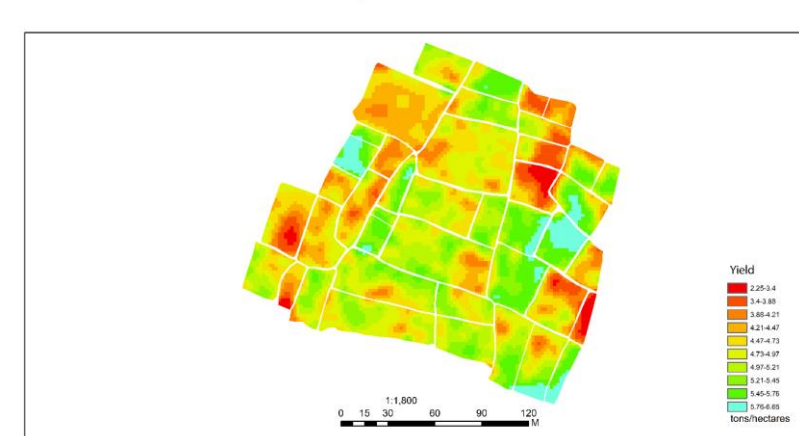 Yield
2.25-3.4
3.4-3.88
3.88-4.21
4.21-4.47
4.47-4.73
4.73-4.97
4.97-5.21
5.21-5.45
5.45-5.76
5.76-6.65
tons/hectares
1:1,800
0 15 30 60 90 120
M